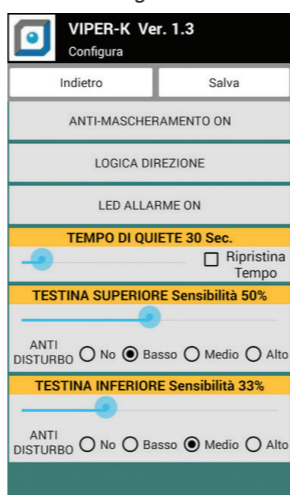 VIPER-K Ver. 1.3
Configura
Indietro Salva
ANTI-MASCHERAMENTO ON
LOGICA DIREZIONE
LED ALLARME ON
TEMPO DI QUIETE 30 Sec.
Ripristina
Tempo
TESTINA SUPERIORE Sensibilità 50%
ANTI
DISTURBO No Basso Medio Alto
TESTINA INFERIORE Sensibilità 33%
ANTI
DISTURBO No Basso Medio Alto